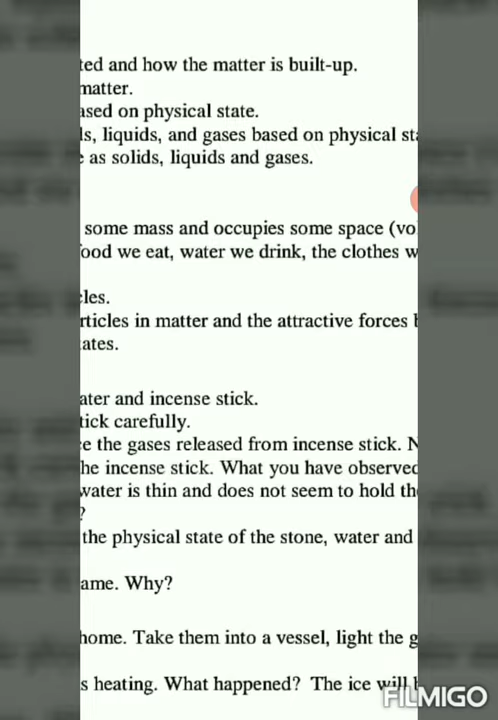 ted and how the matter is built-up.
matter.
ased on physical state.
ls, liquids, and gases based on physical sta
as solids, liquids and gases.
some mass and occupies some space (vo
ood we eat, water we drink, the clothes w
les.
rticles in matter and the attractive forces
ates.
ater and incense stick.
tick carefully.
e the gases released from incense stick. N
he incense stick. What you have observed
water is thin and does not seem to hold th
?
the physical state of the stone, water and
ame. Why?
home. Take them into a vessel, light the g
s heating. What happened? The ice will
FILMIGO